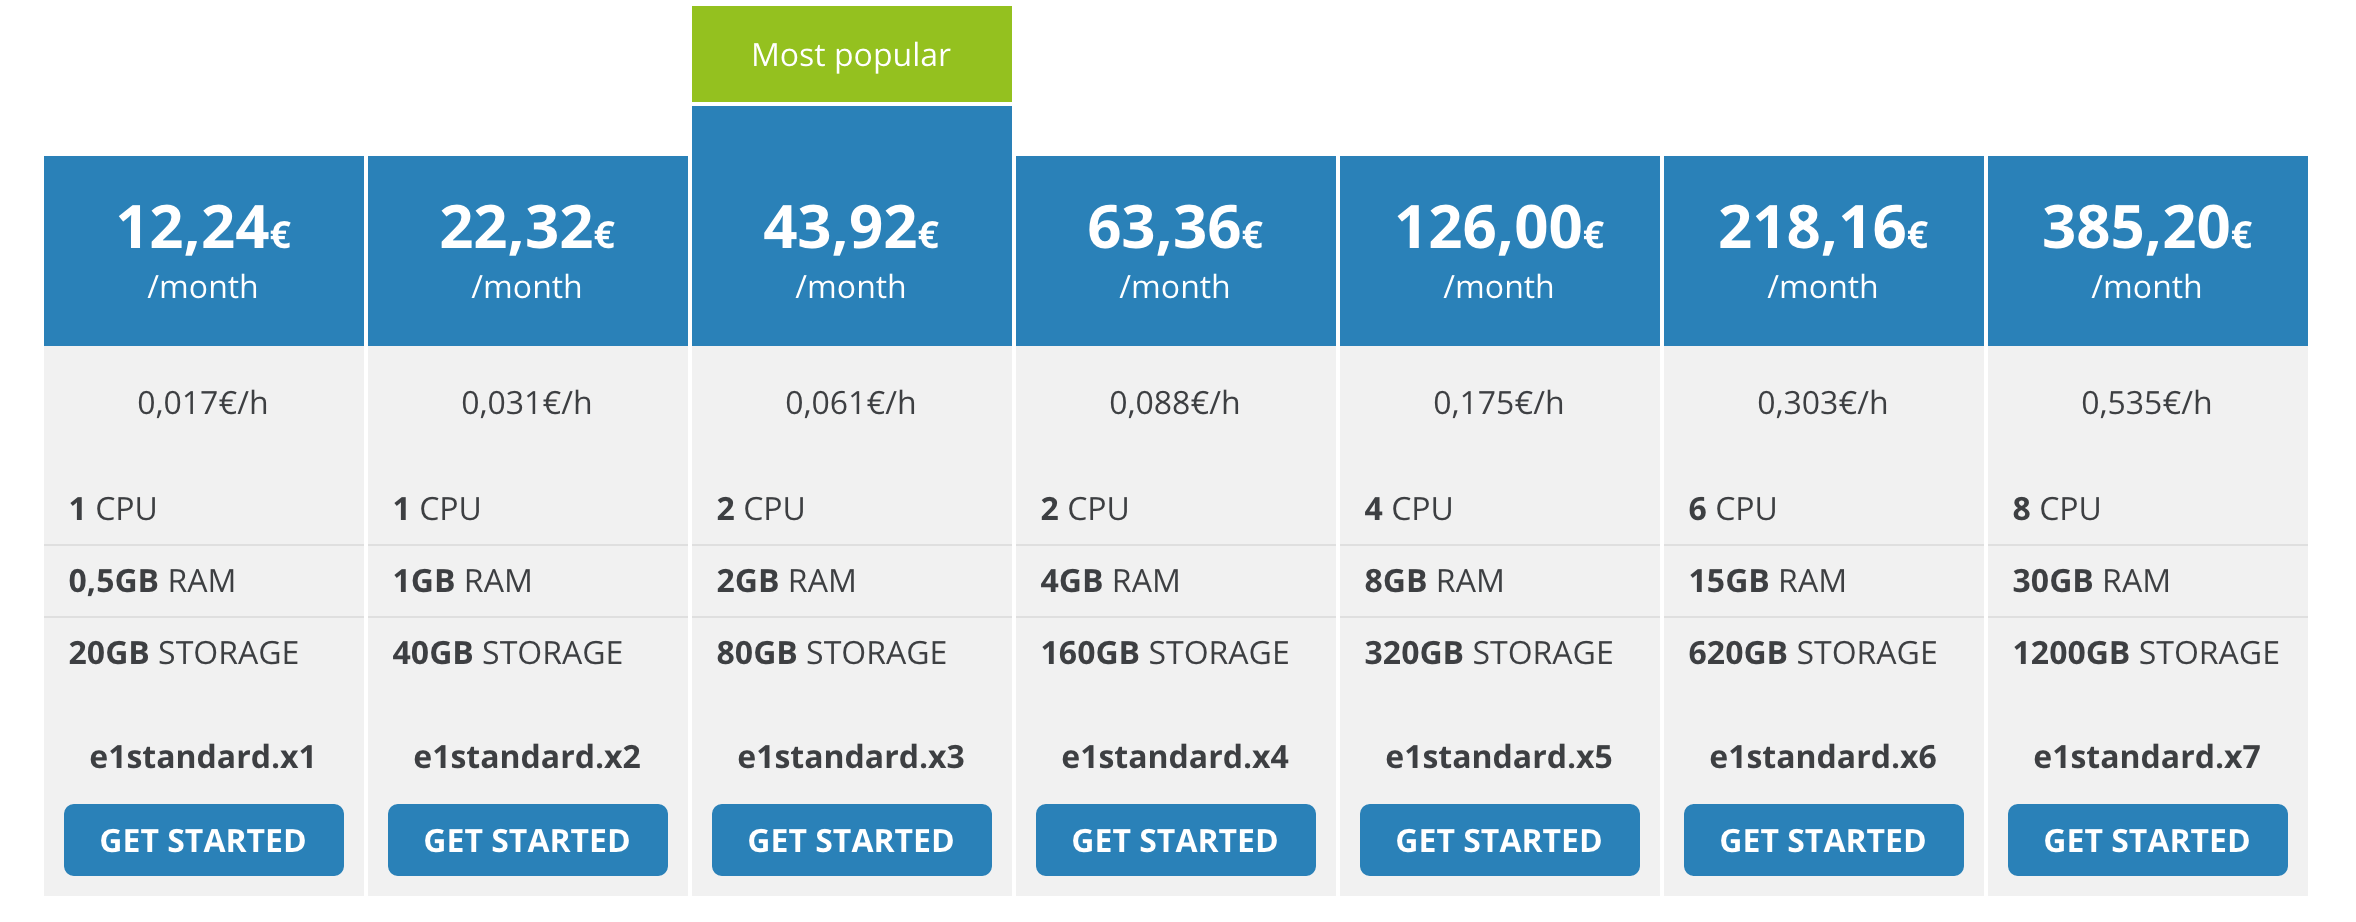 Most popular
12,24€
/month
0,017€/h
1 CPU
0,5GB RAM
20GB STORAGE
e1standard.x1
GET STARTED
22,32€
/month
0,031€/h
1 CPU
1GB RAM
40GB STORAGE
e1standard.x2
GET STARTED
43,92€
/month
0,061€/h
2 CPU
2GB RAM
80GB STORAGE
e1standard.x3
GET STARTED
63,36€
/month
0,088€/h
2 CPU
4GB RAM
160GB STORAGE
e1standard.x4
GET STARTED
126,00€
/month
0,175€/h
4 CPU
8GB RAM
320GB STORAGE
e1standard.x5
GET STARTED
218,16€
/month
0,303€/h
6 CPU
15GB RAM
620GB STORAGE
e1standard.x6
GET STARTED
385,20€
/month
0,535€/h
8 CPU
30GB RAM
1200GB STORAGE
e1standard.x7
GET STARTED